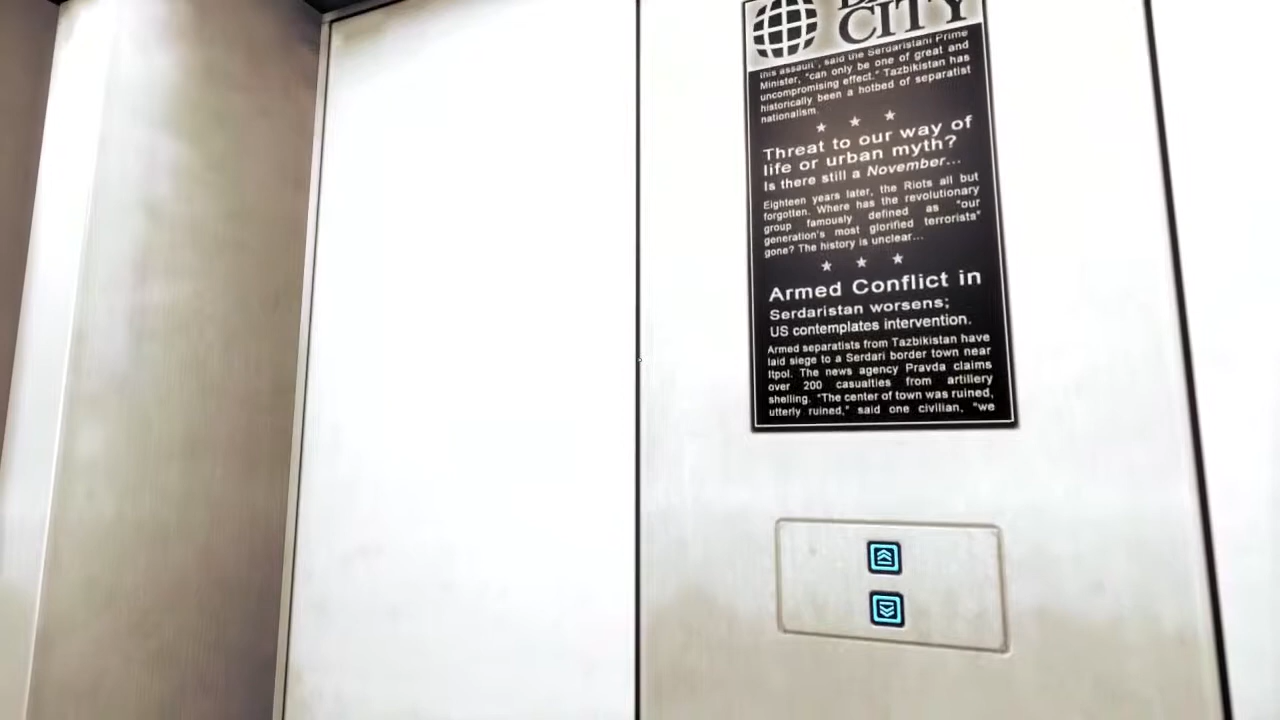 CITY
this assault", said the Serdaristani Prime
Minister, "can only be one of great and
uncompromising effect." Tazbikistan has
historically been a hotbed of separatist
nationalism.
Threat to our way of
life or urban myth?
Is there still a November...
Eighteen years later, the Riots all but
forgotten. Where has the revolutionary
group famously defined as "our
generation's most glorified terrorists"
gone? The history is unclear...
Armed Conflict in
Serdaristan worsens;
US contemplates intervention.
Armed separatists from Tazbikistan have
laid siege to a Serdari border town near
Itpol. The news agency Pravda claims
over 200 casualties from artillery
shelling. "The center of town was ruined,
utterly ruined," said one civilian, "we